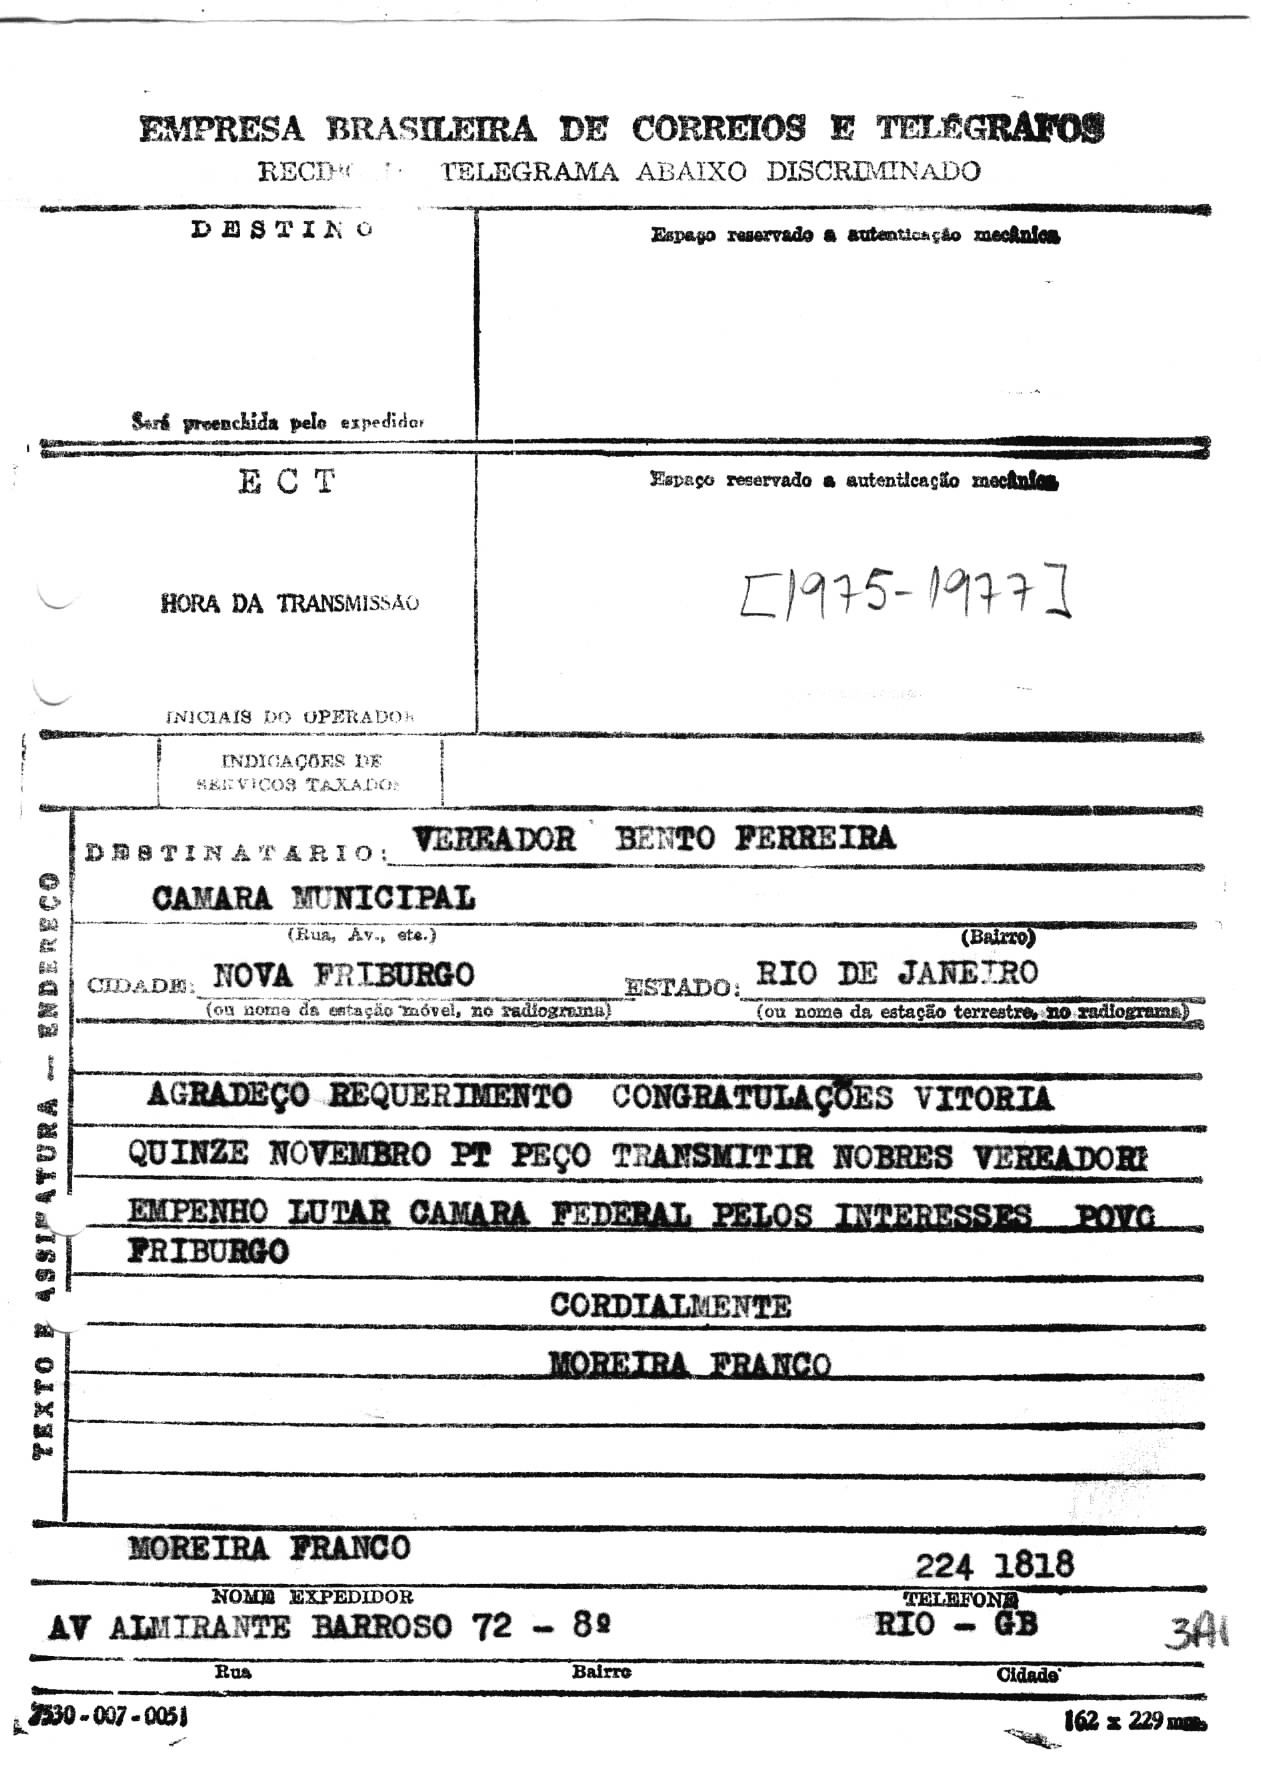 EMPRESA BRASILEIRA DE CORREIOS E TELÉGRAFOS
TELEGRAMA ABAIXO DISCRIMINADO
DESTINO
Espaço reservado a autenticação mecânica
Será preenchida pelo expedidor
ECT
Espaço reservado a autenticação mecânica
HORA DA TRANSMISSÃO
[1975-1977]
INICIAIS DO OPERADOR
INDICAÇÕES DE
SERVIÇOS TAXADOS
TEXTO E ASSINATURA - ENDEREÇO
DESTINATARIO: VEREADOR BENTO FERREIRA
CAMARA MUNICIPAL
(Rua, Av., etc.) (Bairro)
CIDADE: NOVA FRIBURGO ESTADO: RIO DE JANEIRO
(ou nome da estação móvel, no radiograma) (ou nome da estação terrestre, no radiograma)
AGRADEÇO REQUERIMENTO CONGRATULAÇÕES VITORIA
QUINZE NOVEMBRO PT PEÇO TRANSMITIR NOBRES VEREADORE
EMPENHO LUTAR CAMARA FEDERAL PELOS INTERESSES POVO
FRIBURGO
CORDIALMENTE
MOREIRA FRANCO
MOREIRA FRANCO 224 1818
NOME EXPEDIDOR TELEFONE
AV ALMIRANTE BARROSO 72 - 8º RIO - GB
Rua Bairro Cidade
7530-007-0051 162 x 229 mm.